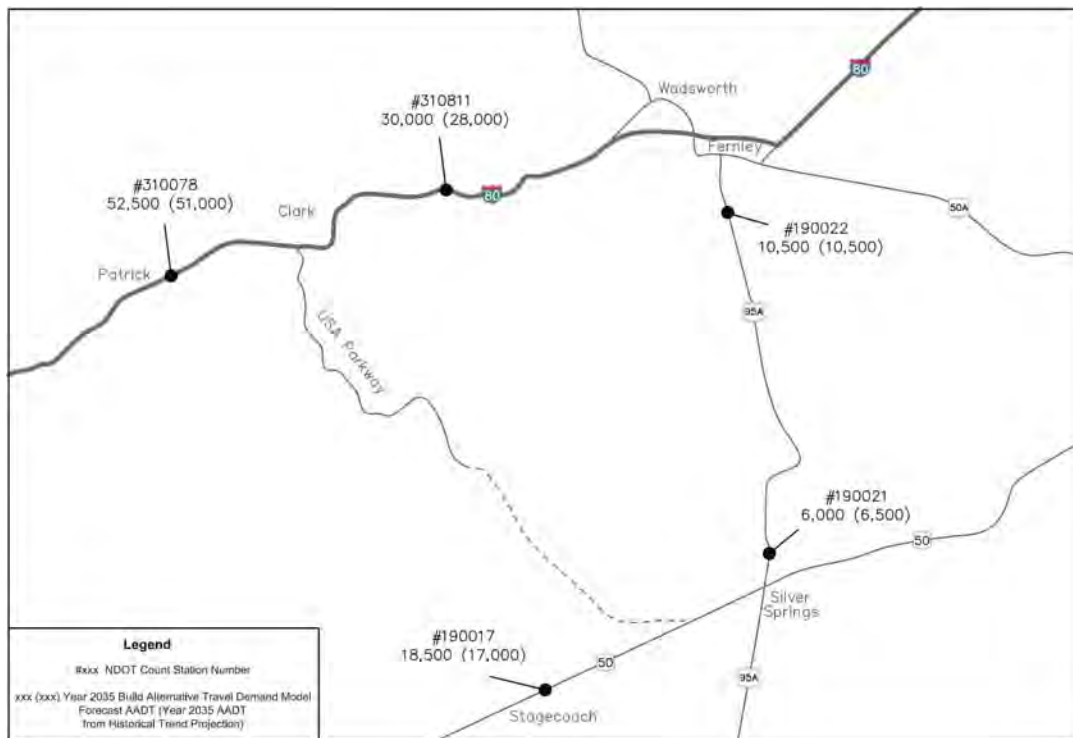 Wadsworth
80
#310811
30,000 (28,000)
Fernley
#310078
52,500 (51,000)
Clark
80
50A
#190022
10,500 (10,500)
Patrick
95A
USA Parkway
#190021
6,000 (6,500)
50
Silver
Springs
#190017
18,500 (17,000)
50
95A
Stagecoach
Legend
#xxx NDOT Count Station Number
xxx (xxx) Year 2035 Build Alternative Travel Demand Model
Forecast AADT (Year 2035 AADT
from Historical Trend Projection)